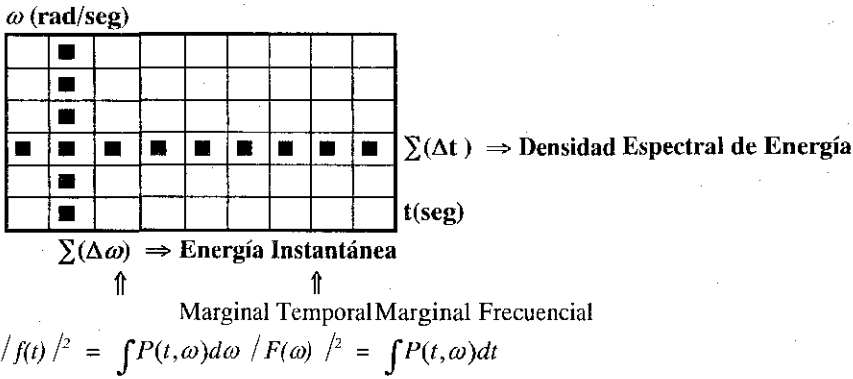 ω (rad/seg)
∑(Δt ) ⇒ Densidad Espectral de Energía
t(seg)
∑(Δω) ⇒ Energía Instantánea
⇑ ⇑
Marginal Temporal Marginal Frecuencial
/ f(t) /² = ∫P(t,ω)dω / F(ω) /² = ∫P(t,ω)dt